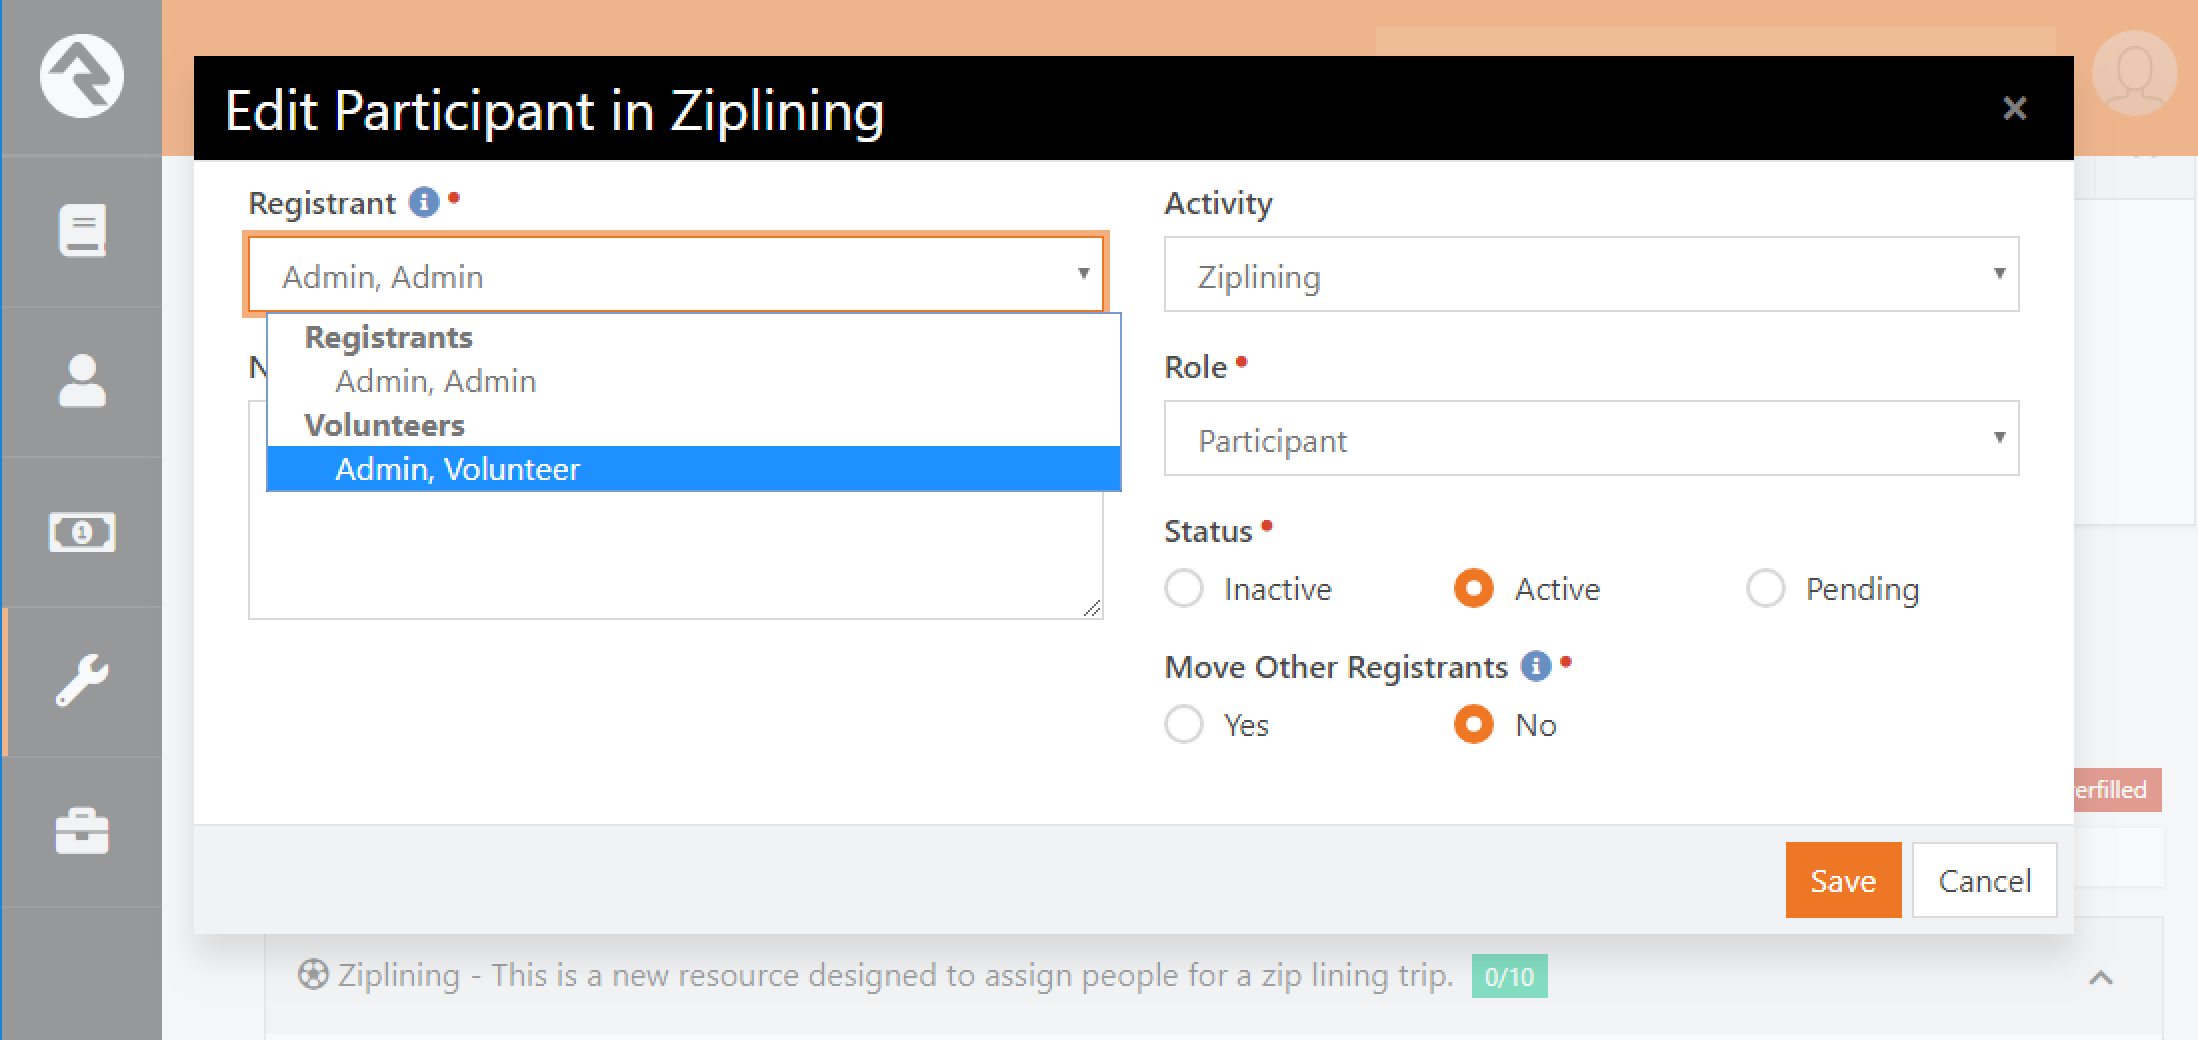 Edit Participant in Ziplining
×
Registrant
Admin, Admin
Registrants
Admin, Admin
Volunteers
Admin, Volunteer
Activity
Ziplining
Role
Participant
Status
Inactive
Active
Pending
Move Other Registrants
Yes
No
erfilled
Save
Cancel
Ziplining - This is a new resource designed to assign people for a zip lining trip. 0/10